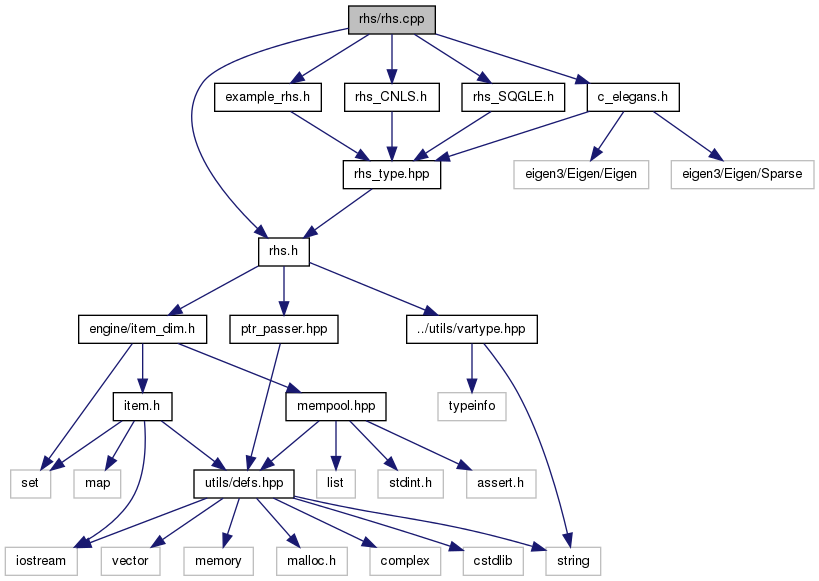 rhs/rhs.cpp
example_rhs.h
rhs_CNLS.h
rhs_SQGLE.h
c_elegans.h
rhs_type.hpp
eigen3/Eigen/Eigen
eigen3/Eigen/Sparse
rhs.h
engine/item_dim.h
ptr_passer.hpp
../utils/vartype.hpp
item.h
mempool.hpp
typeinfo
set
map
utils/defs.hpp
list
stdint.h
assert.h
iostream
vector
memory
malloc.h
complex
cstdlib
string